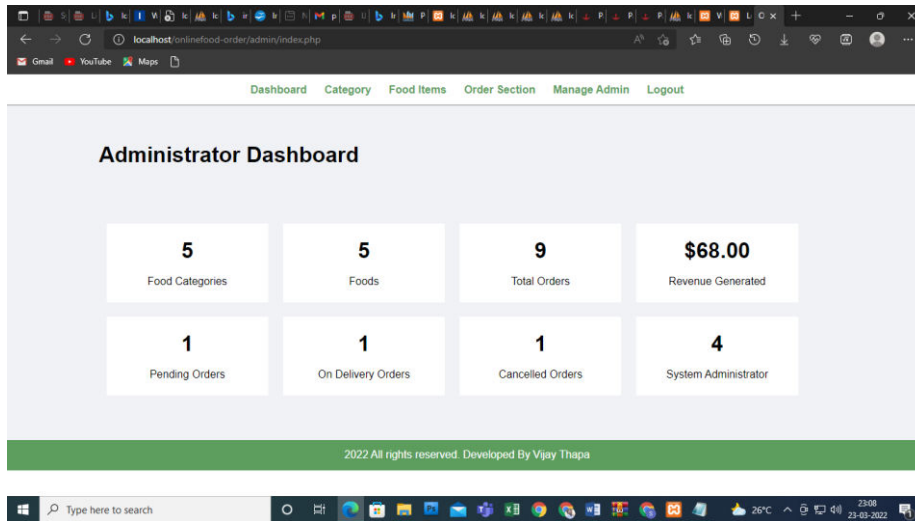 localhost/onlinefood-order/admin/index.php
Gmail YouTube Maps
Dashboard Category Food Items Order Section Manage Admin Logout
Administrator Dashboard
5 5 9 $68.00
Food Categories Foods Total Orders Revenue Generated
1 1 1 4
Pending Orders On Delivery Orders Cancelled Orders System Administrator
2022 All rights reserved. Developed By Vijay Thapa
Type here to search
26°C
23:08
23-03-2022